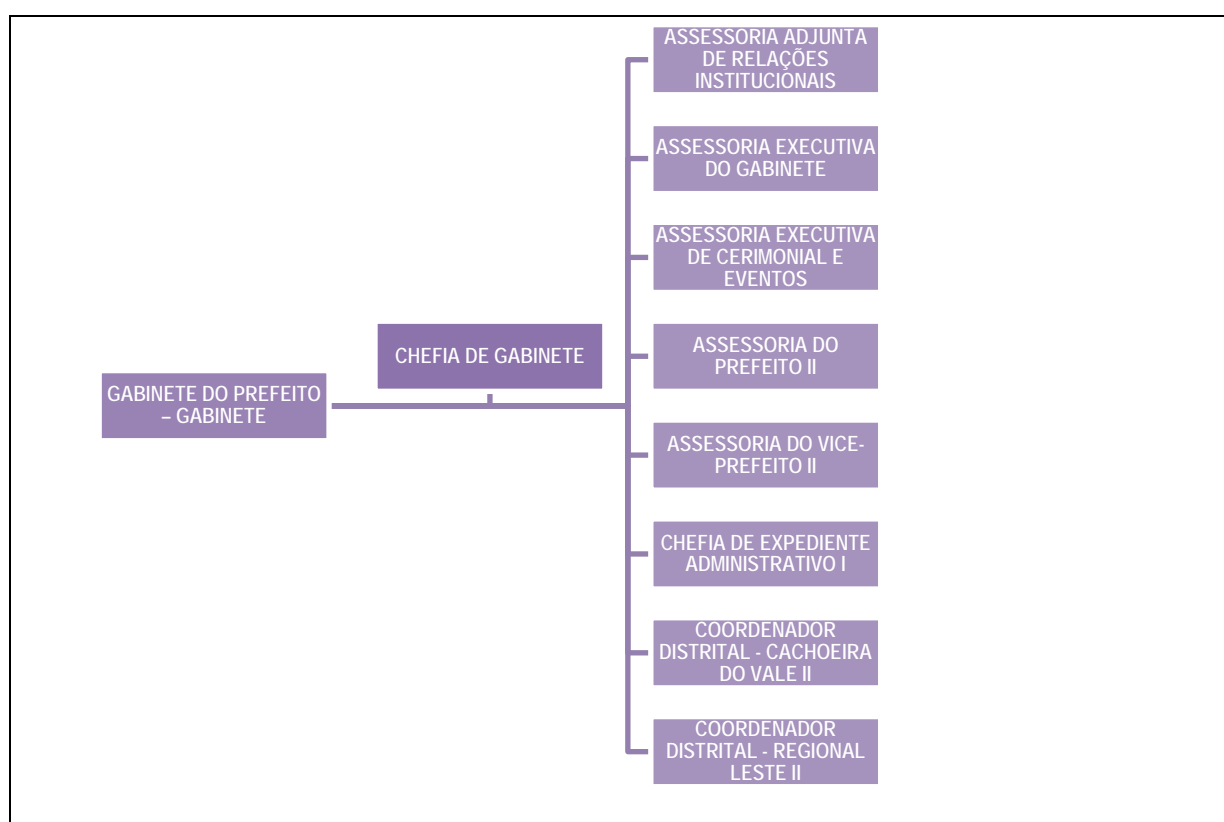 GABINETE DO PREFEITO
– GABINETE
CHEFIA DE GABINETE
ASSESSORIA ADJUNTA
DE RELAÇÕES
INSTITUCIONAIS
ASSESSORIA EXECUTIVA
DO GABINETE
ASSESSORIA EXECUTIVA
DE CERIMONIAL E
EVENTOS
ASSESSORIA DO
PREFEITO II
ASSESSORIA DO VICE-
PREFEITO II
CHEFIA DE EXPEDIENTE
ADMINISTRATIVO I
COORDENADOR
DISTRITAL - CACHOEIRA
DO VALE II
COORDENADOR
DISTRITAL - REGIONAL
LESTE II